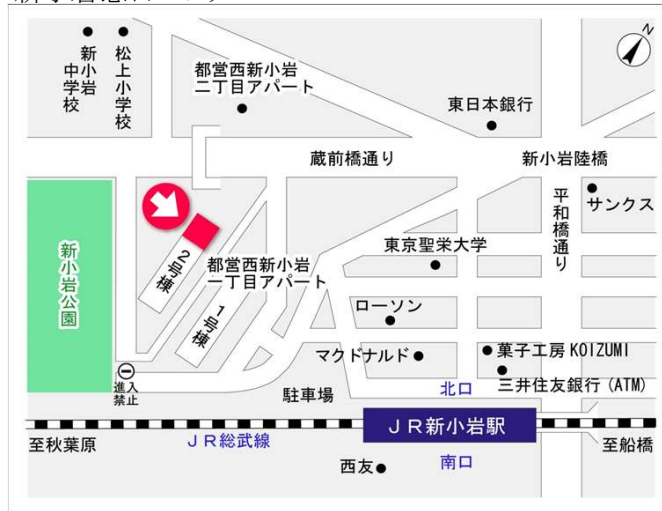 N
新小岩
中学校
松上小学校
都営西新小岩
二丁目アパート
東日本銀行
蔵前橋通り
新小岩陸橋
平和橋通り
サンクス
新小岩公園
2号棟
都営西新小岩
一丁目アパート
1号棟
東京聖栄大学
ローソン
マクドナルド
菓子工房 KOIZUMI
三井住友銀行 (ATM)
進入
禁止
駐車場
北口
JR新小岩駅
至秋葉原
JR総武線
至船橋
西友
南口